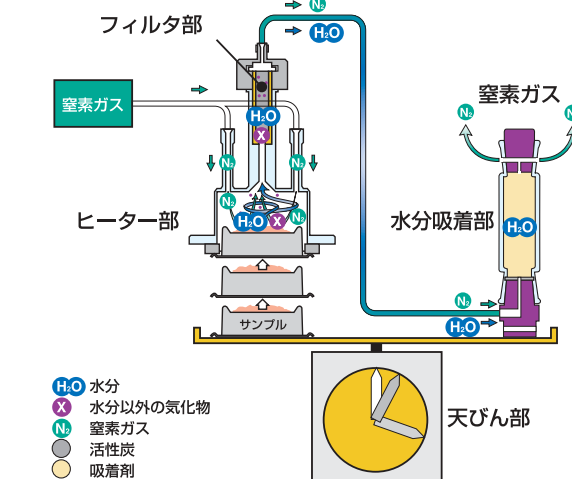 フィルタ部
N₂
H₂O
窒素ガス
窒素ガス
N₂
N₂
H₂O
X
N₂
N₂
N₂
H₂O
X
N₂
ヒーター部
水分吸着部
H₂O
N₂
H₂O
サンプル
天びん部
H₂O 水分
X 水分以外の気化物
N₂ 窒素ガス
活性炭
吸着剤